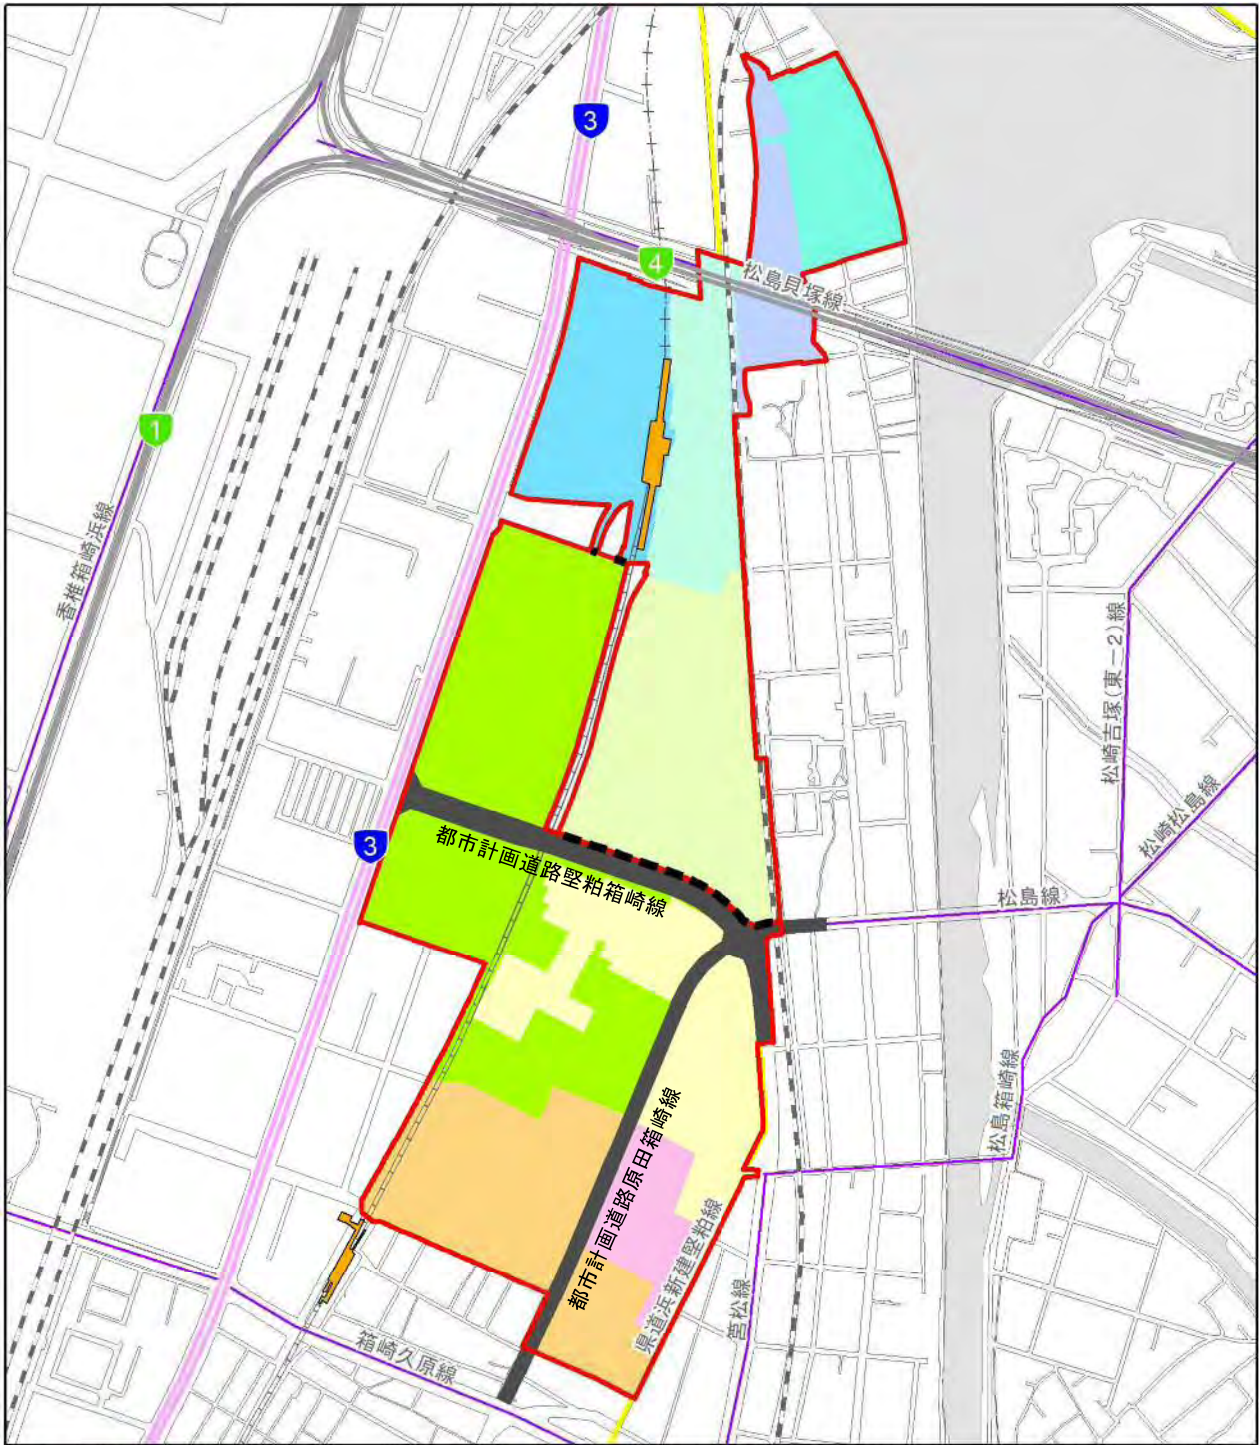 3
4
松島貝塚線
1
香椎箱崎浜線
松崎吉塚(東－2)線
松崎松島線
3
都市計画道路堅粕箱崎線
松島線
松島箱崎線
都市計画道路原田箱崎線
県道浜新建堅粕線
筥松線
箱崎久原線